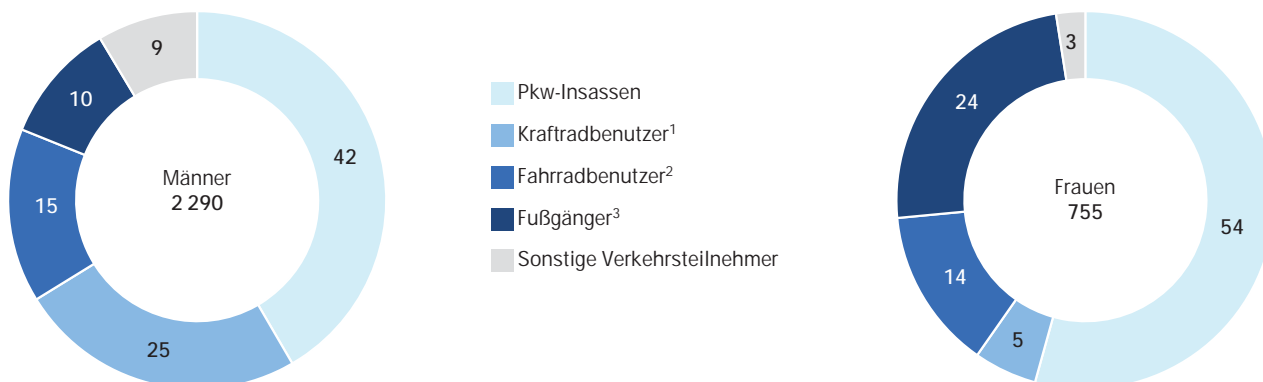 9
10
15
25
42
Männer
2 290
Pkw-Insassen
Kraftradbenutzer¹
Fahrradbenutzer²
Fußgänger³
Sonstige Verkehrsteilnehmer
3
24
14
5
54
Frauen
755